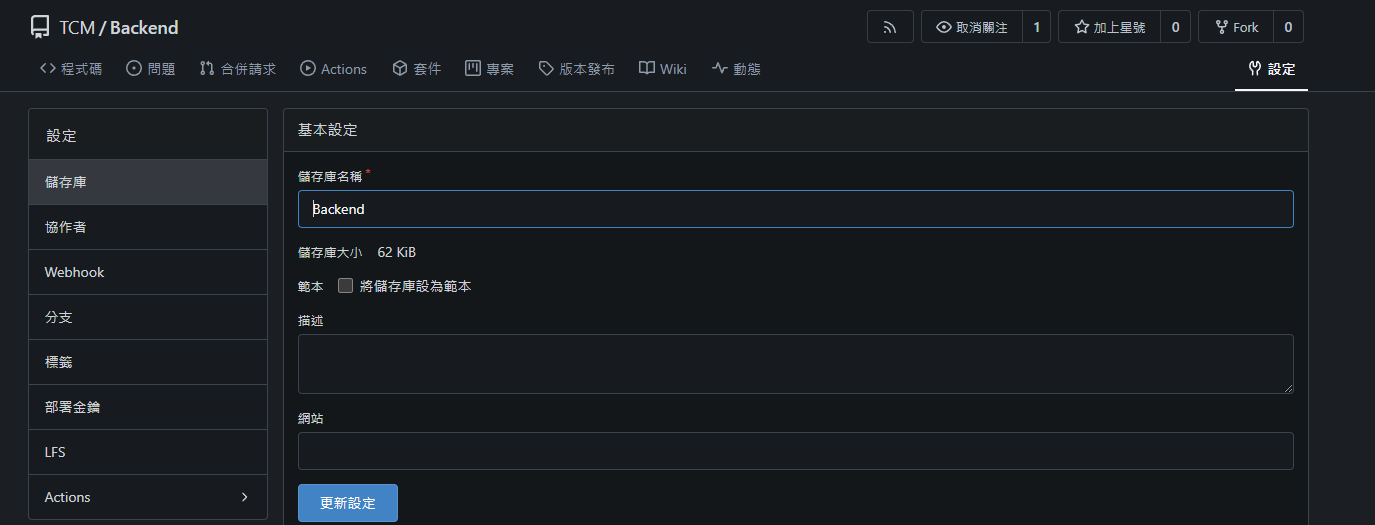 TCM / Backend
取消關注 1
加上星號 0
Fork 0
程式碼 問題 合併請求 Actions 套件 專案 版本發布 Wiki 動態 設定
設定
儲存庫
協作者
Webhook
分支
標籤
部署金鑰
LFS
Actions
基本設定
儲存庫名稱 *
Backend
儲存庫大小 62 KiB
範本 將儲存庫設為範本
描述
網站
更新設定